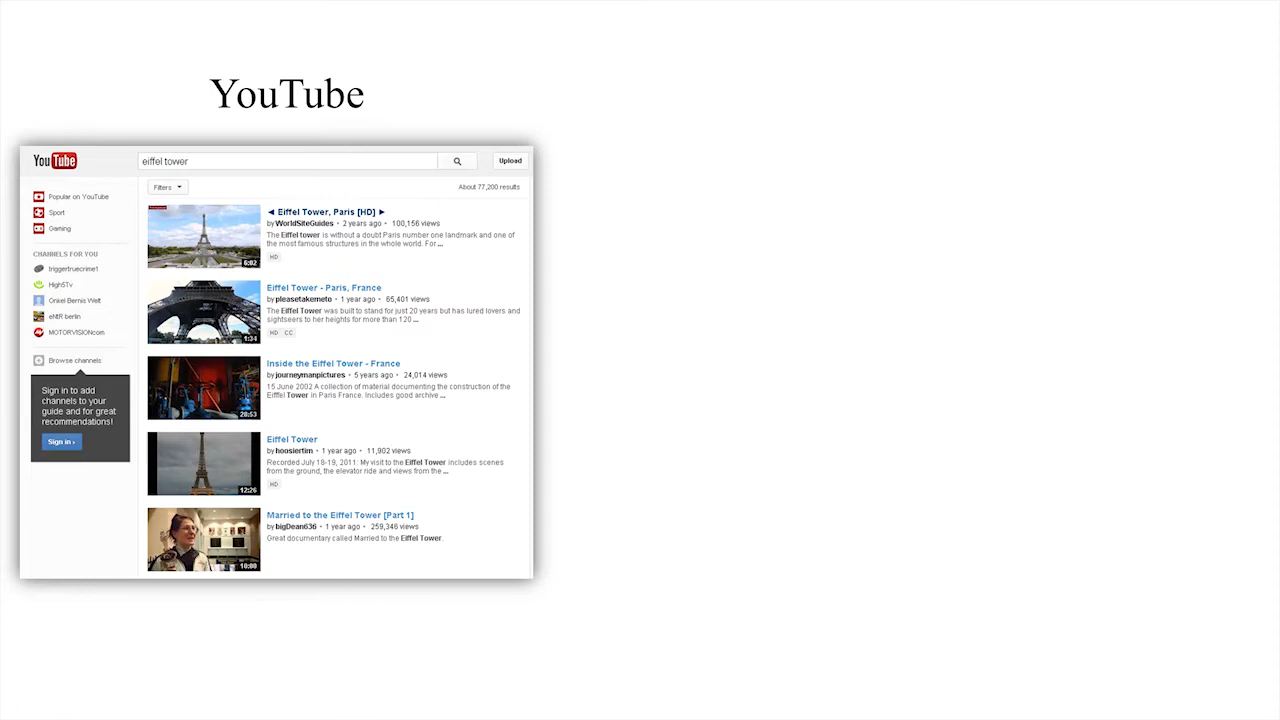 YouTube
YouTube
eiffel tower
Upload
Popular on YouTube
Sport
Gaming
CHANNELS FOR YOU
triggertruecrime1
High5Tv
Onkel Bernis Welt
eNtR berlin
MOTORVISIONcom
Browse channels
Sign in to add
channels to your
guide and for great
recommendations!
Sign in ›
Filters
About 77,200 results
◄ Eiffel Tower, Paris [HD] ►
by WorldSiteGuides • 2 years ago • 100,156 views
The Eiffel tower is without a doubt Paris number one landmark and one of
the most famous structures in the whole world. For ...
HD
6:02
Eiffel Tower - Paris, France
by pleasetakemeto • 1 year ago • 65,401 views
The Eiffel Tower was built to stand for just 20 years but has lured lovers and
sightseers to her heights for more than 120 ...
HD CC
1:34
Inside the Eiffel Tower - France
by journeymanpictures • 5 years ago • 24,014 views
15 June 2002 A collection of material documenting the construction of the
Eiffel Tower in Paris France. Includes good archive ...
28:53
Eiffel Tower
by hoosiertim • 1 year ago • 11,902 views
Recorded July 18-19, 2011: My visit to the Eiffel Tower includes scenes
from the ground, the elevator ride and views from the ...
HD
12:26
Married to the Eiffel Tower [Part 1]
by bigDean636 • 1 year ago • 259,346 views
Great documentary called Married to the Eiffel Tower.
10:00